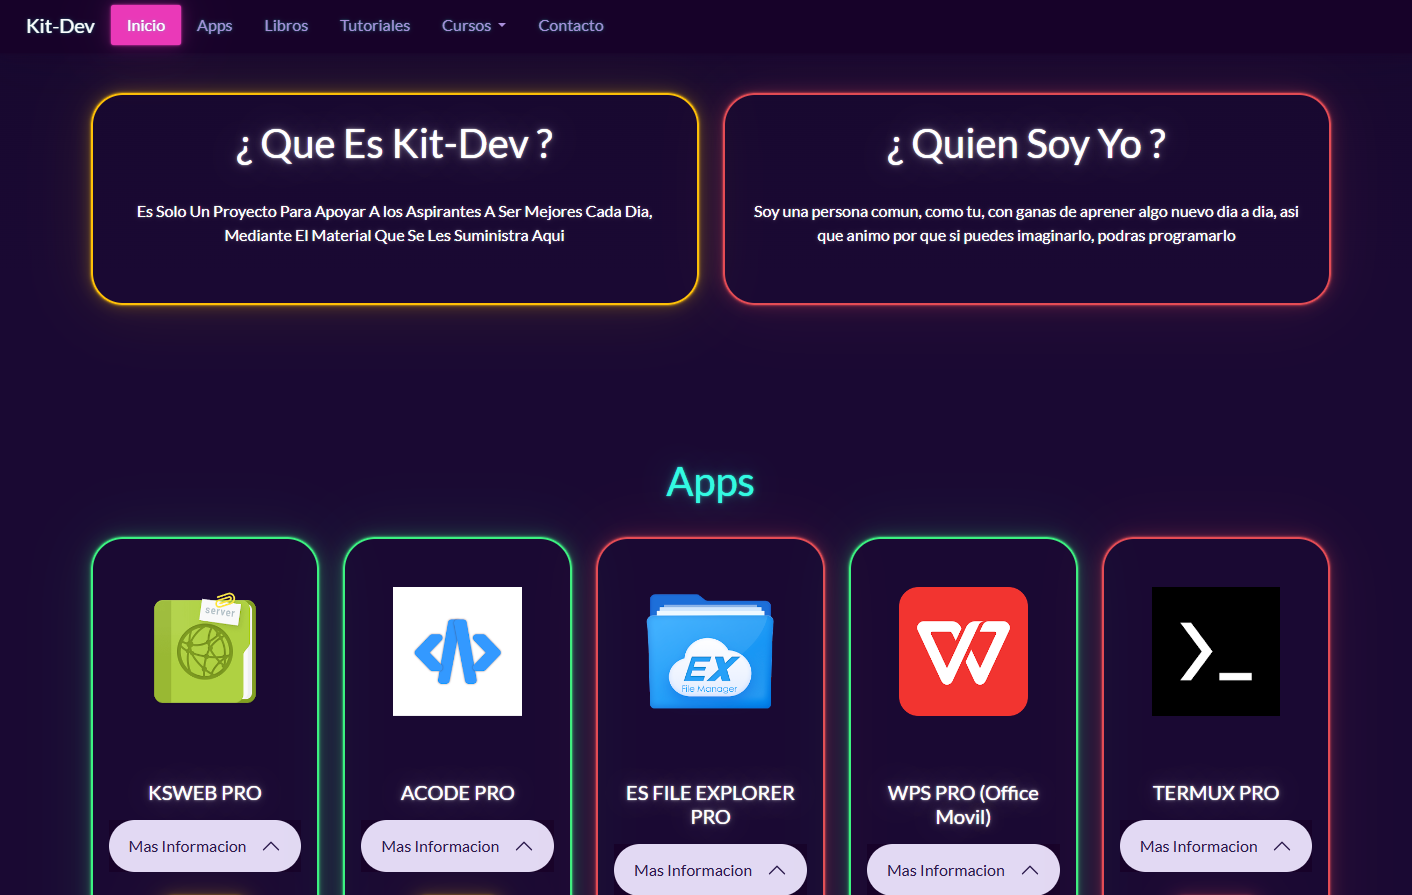 Kit-Dev Inicio Apps Libros Tutoriales Cursos Contacto
¿ Que Es Kit-Dev ?
Es Solo Un Proyecto Para Apoyar A los Aspirantes A Ser Mejores Cada Dia,
Mediante El Material Que Se Les Suministra Aqui
¿ Quien Soy Yo ?
Soy una persona comun, como tu, con ganas de aprener algo nuevo dia a dia, asi
que animo por que si puedes imaginarlo, podras programarlo
Apps
server
KSWEB PRO
Mas Informacion
ACODE PRO
Mas Informacion
EX
File Manager
ES FILE EXPLORER
PRO
Mas Informacion
W
WPS PRO (Office
Movil)
Mas Informacion
TERMUX PRO
Mas Informacion